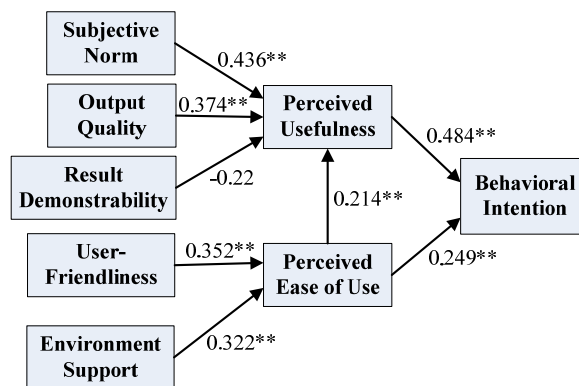 Subjective
Norm
0.436**
Output
Quality
0.374**
Perceived
Usefulness
Result
Demonstrability
-0.22
0.484**
0.214**
Behavioral
Intention
User-
Friendliness
0.352**
Perceived
Ease of Use
0.249**
Environment
Support
0.322**